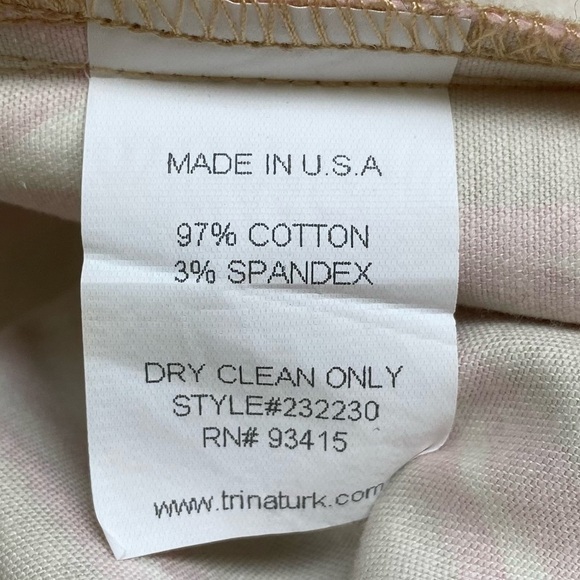 MADE IN U.S.A
97% COTTON
3% SPANDEX
DRY CLEAN ONLY
STYLE#232230
RN# 93415
www.trinaturk.com